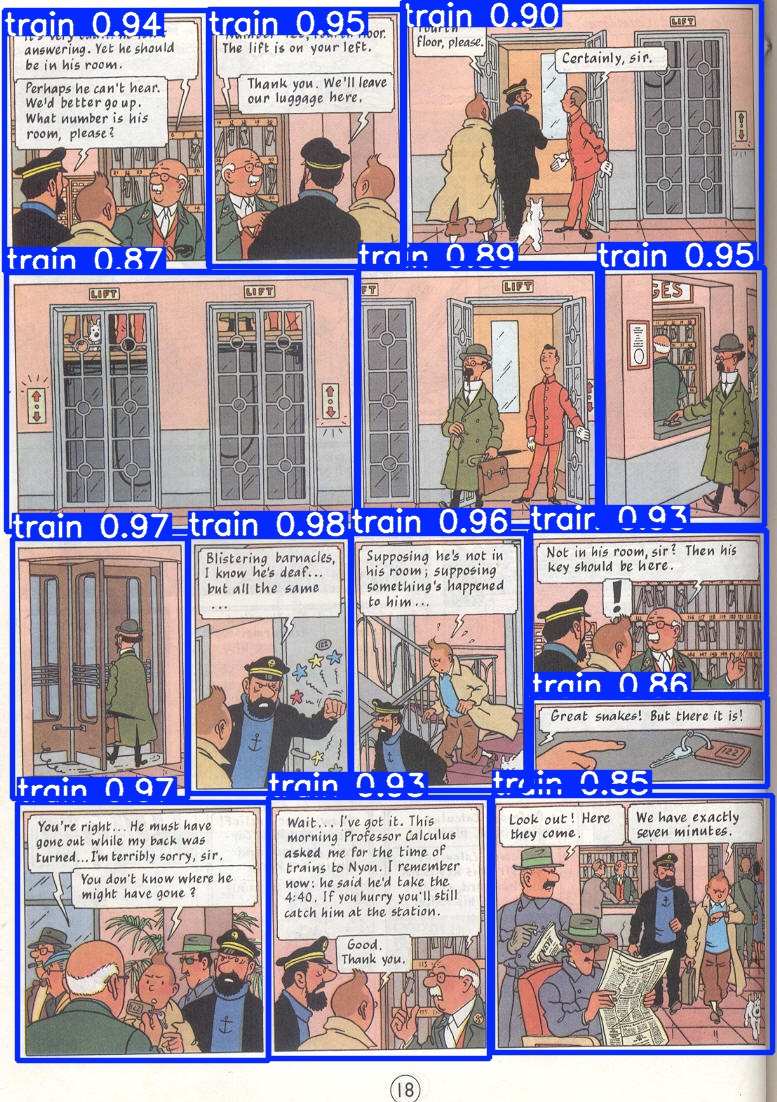 train 0.94
answering. Yet he should
be in his room.
Perhaps he can't hear.
We'd better go up.
What number is his
room, please?
train 0.95
The lift is on your left.
Thank you. We'll leave
our luggage here.
train 0.90
floor, please.
Certainly, sir.
LIFT
train 0.87
LIFT
LIFT
train 0.89
FT
LIFT
train 0.95
GES
train 0.97
train 0.98
Blistering barnacles,
I know he's deaf...
but all the same
...
122
train 0.96
Supposing he's not in
his room; supposing
something's happened
to him...
train 0.93
Not in his room, sir? Then his
key should be here.
!
train 0.86
Great snakes! But there it is!
122
train 0.97
You're right... He must have
gone out while my back was
turned... I'm terribly sorry, sir.
You don't know where he
might have gone?
train 0.93
Wait... I've got it. This
morning Professor Calculus
asked me for the time of
trains to Nyon. I remember
now: he said he'd take the
4:40. If you hurry you'll still
catch him at the station.
Good.
Thank you.
train 0.85
Look out! Here
they come.
We have exactly
seven minutes.
18